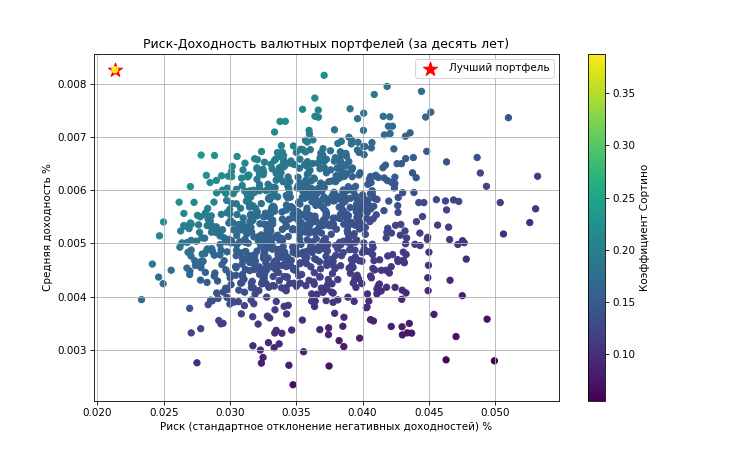 Риск-Доходность валютных портфелей (за десять лет)
Лучший портфель
Средняя доходность %
0.008
0.007
0.006
0.005
0.004
0.003
0.020 0.025 0.030 0.035 0.040 0.045 0.050
Риск (стандартное отклонение негативных доходностей) %
0.35
0.30
0.25
0.20
0.15
0.10
Коэффициент Сортино